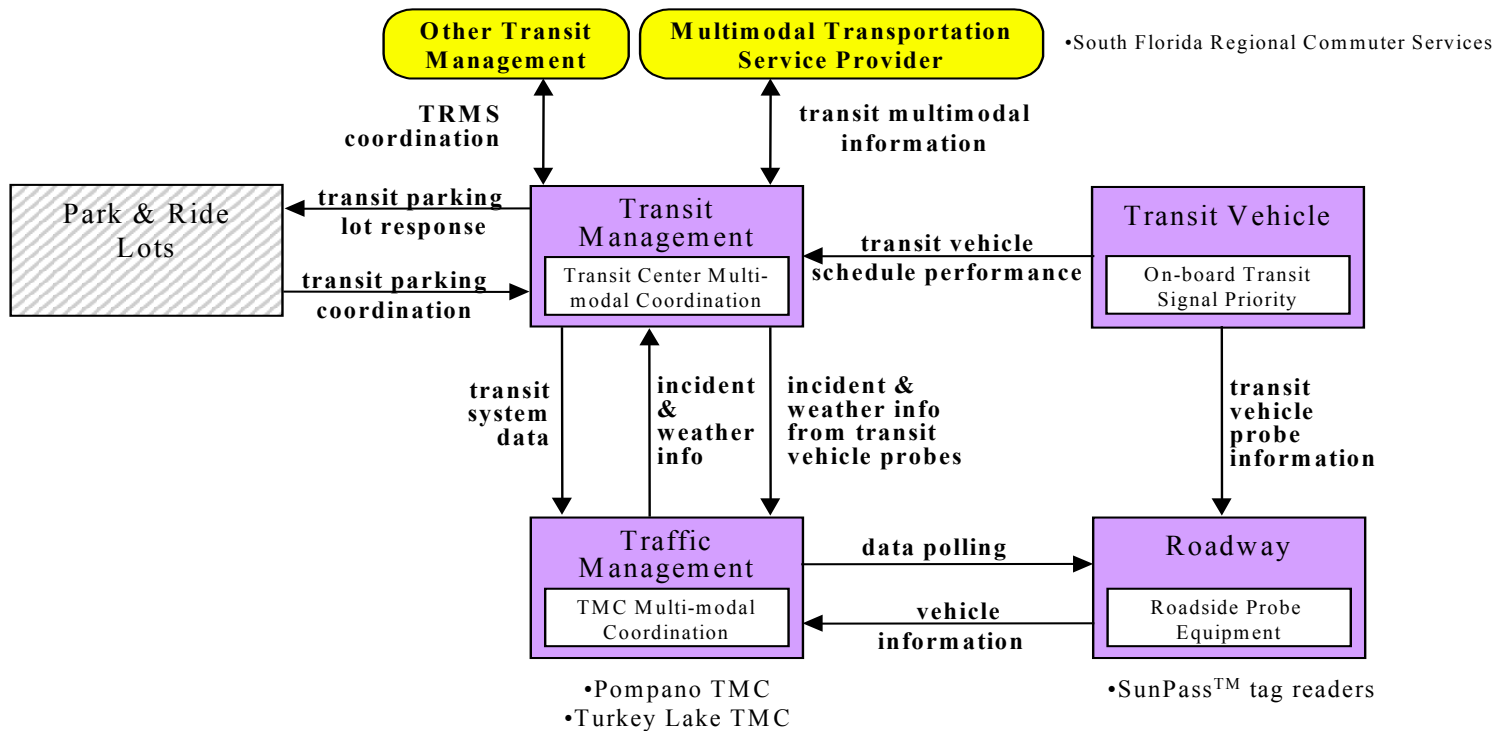 Other Transit
Management
Multimodal Transportation
Service Provider
•South Florida Regional Commuter Services
TRMS
coordination
transit multimodal
information
Park & Ride
Lots
transit parking
lot response
transit parking
coordination
Transit
Management
Transit Center Multi-
modal Coordination
transit vehicle
schedule performance
Transit Vehicle
On-board Transit
Signal Priority
transit
system
data
incident
&
weather
info
incident &
weather info
from transit
vehicle probes
transit
vehicle
probe
information
Traffic
Management
TMC Multi-modal
Coordination
data polling
vehicle
information
Roadway
Roadside Probe
Equipment
•Pompano TMC
•Turkey Lake TMC
•SunPass™ tag readers